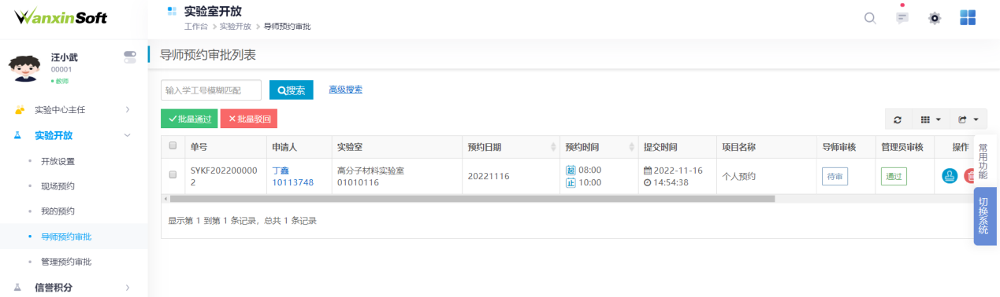 WanxinSoft
实验室开放
工作台 > 实验开放 > 导师预约审批
汪小武
00001
教师
实验中心主任
实验开放
开放设置
现场预约
我的预约
导师预约审批
管理预约审批
信誉积分
导师预约审批列表
输入学工号模糊匹配 搜索 高级搜索
批量通过 批量驳回
单号 申请人 实验室 预约日期 预约时间 提交时间 项目名称 导师审核 管理员审核 操作
SYKF202200000 丁鑫 高分子材料实验室 20221116 起 08:00 2022-11-16 个人预约 待审 通过
2 10113748 01010116 止 10:00 14:54:38
显示第 1 到第 1 条记录，总共 1 条记录
常用功能
切换系统